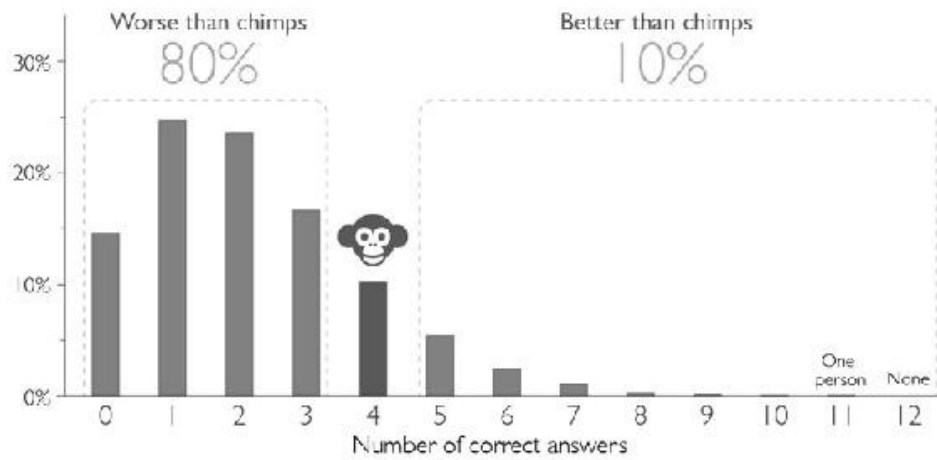 Worse than chimps
80%
Better than chimps
10%
30%
20%
10%
0%
One
person
None
0 1 2 3 4 5 6 7 8 9 10 11 12
Number of correct answers